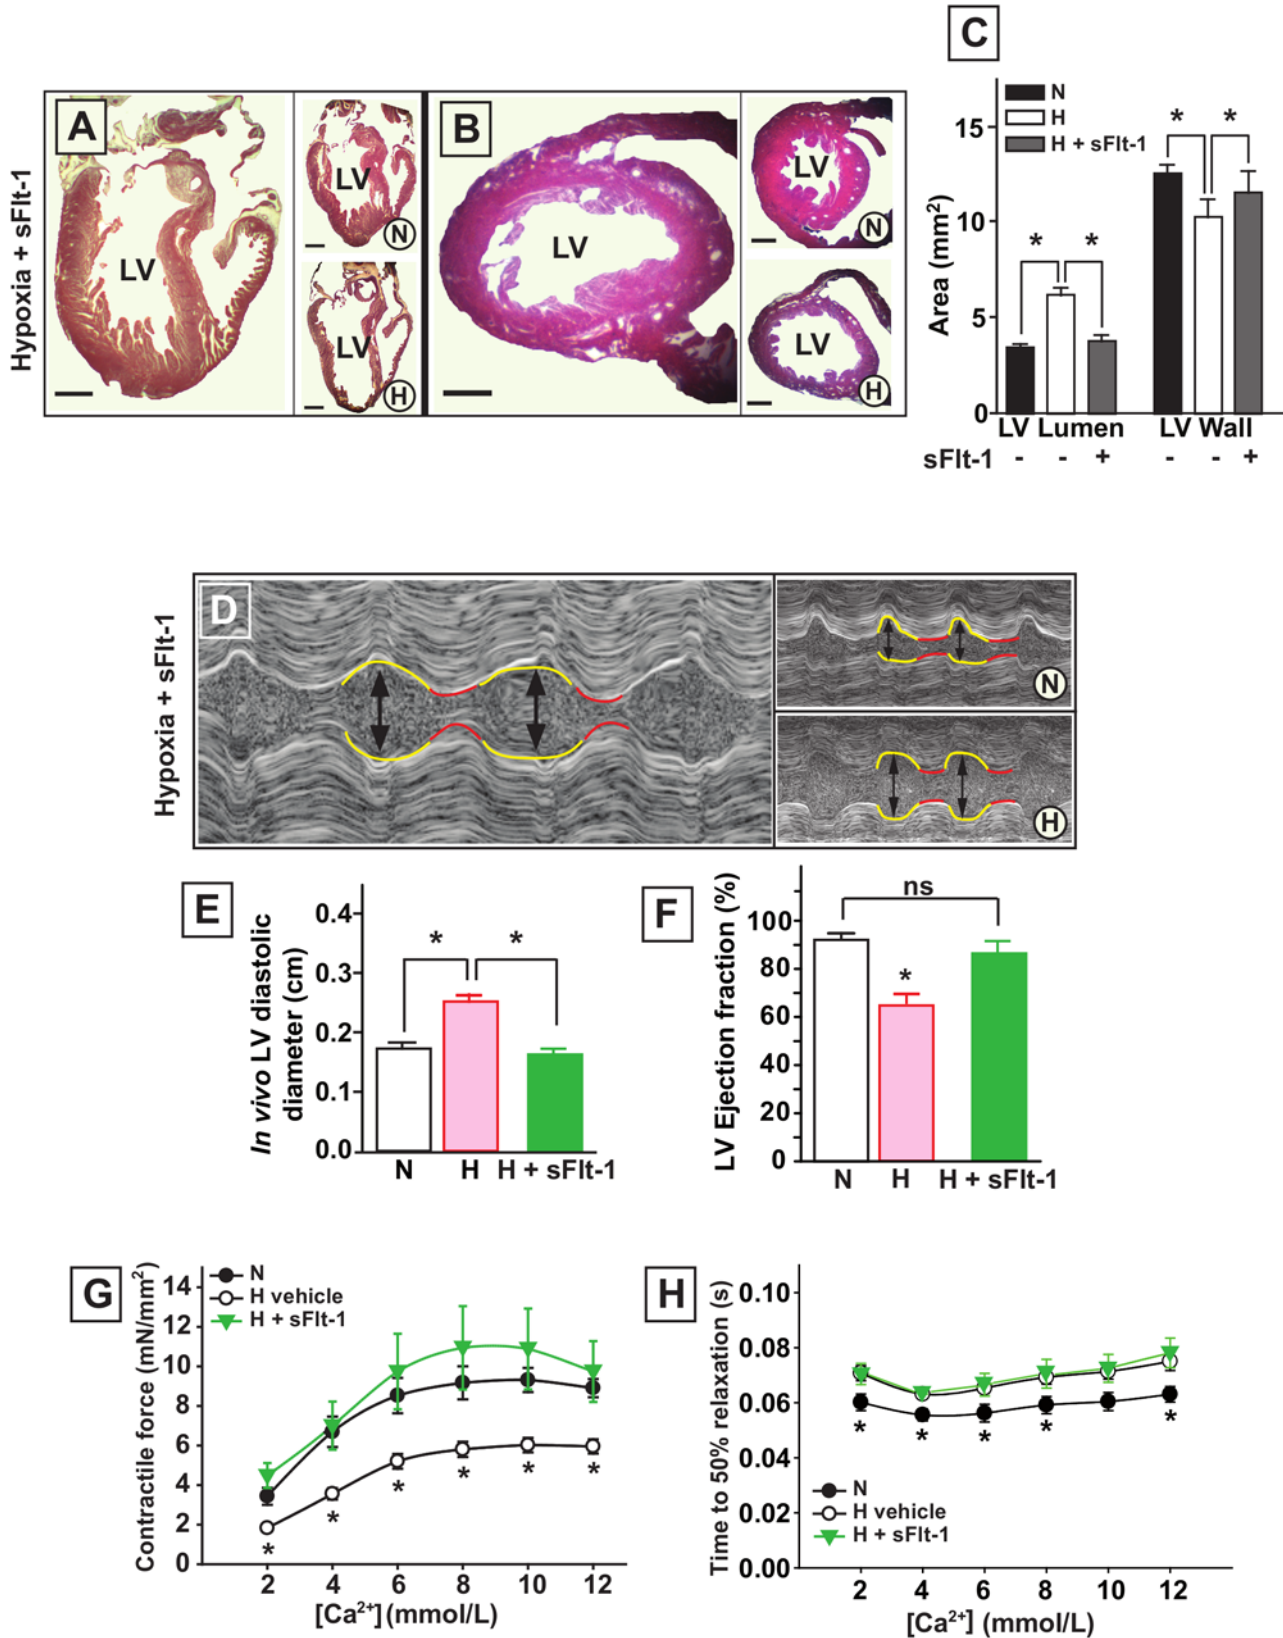 C
N
H
H + sFlt-1
A
LV
LV
N
LV
H
B
LV
LV
N
LV
H
Hypoxia + sFlt-1
Area (mm²)
15
10
5
0
* * * *
LV Lumen LV Wall
sFlt-1 - - + - - +
D
N
H
Hypoxia + sFlt-1
E
In vivo LV diastolic
diameter (cm)
0.4
0.3
0.2
0.1
0.0
* *
N H H + sFlt-1
F
LV Ejection fraction (%)
100
80
60
40
20
0
ns
*
N H H + sFlt-1
G
Contractile force (mN/mm²)
14
12
10
8
6
4
2
0
N
H vehicle
H + sFlt-1
* * * * * *
2 4 6 8 10 12
[Ca²⁺] (mmol/L)
H
Time to 50% relaxation (s)
0.10
0.08
0.06
0.04
0.02
0.00
* * * * *
N
H vehicle
H + sFlt-1
2 4 6 8 10 12
[Ca²⁺] (mmol/L)